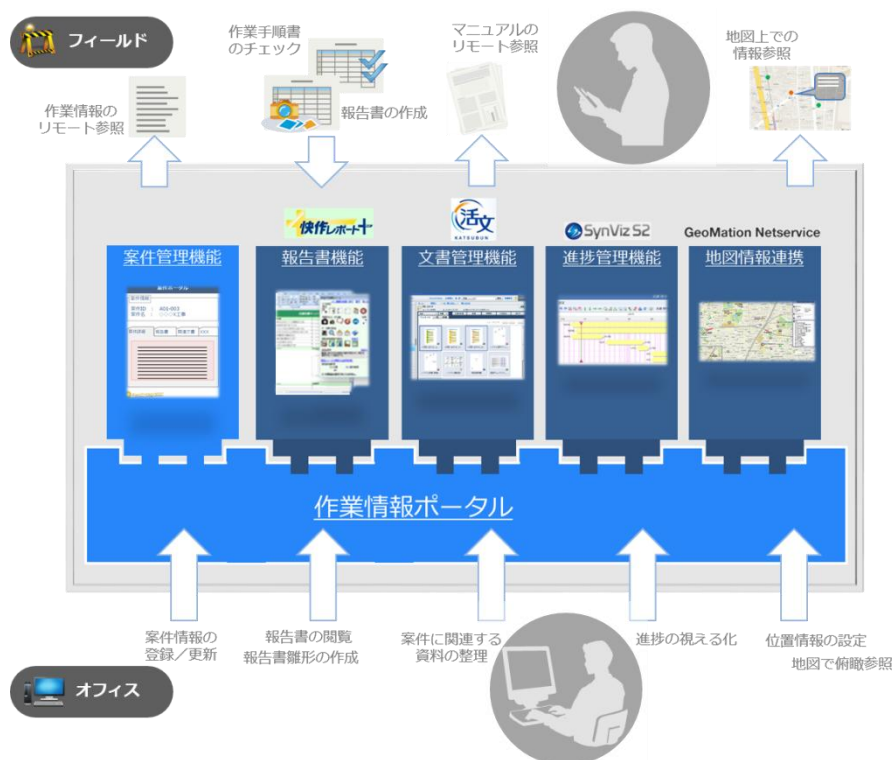 フィールド
作業情報の
リモート参照
作業手順書
のチェック
報告書の作成
マニュアルの
リモート参照
地図上での
情報参照
快作レポート+
活文
KATSUBUN
SynViz S2
GeoMation Netservice
案件管理機能
報告書機能
文書管理機能
進捗管理機能
地図情報連携
案件ポータル
作業情報ポータル
案件情報の
登録／更新
報告書の閲覧
報告書雛形の作成
案件に関連する
資料の整理
進捗の視える化
位置情報の設定
地図で俯瞰参照
オフィス